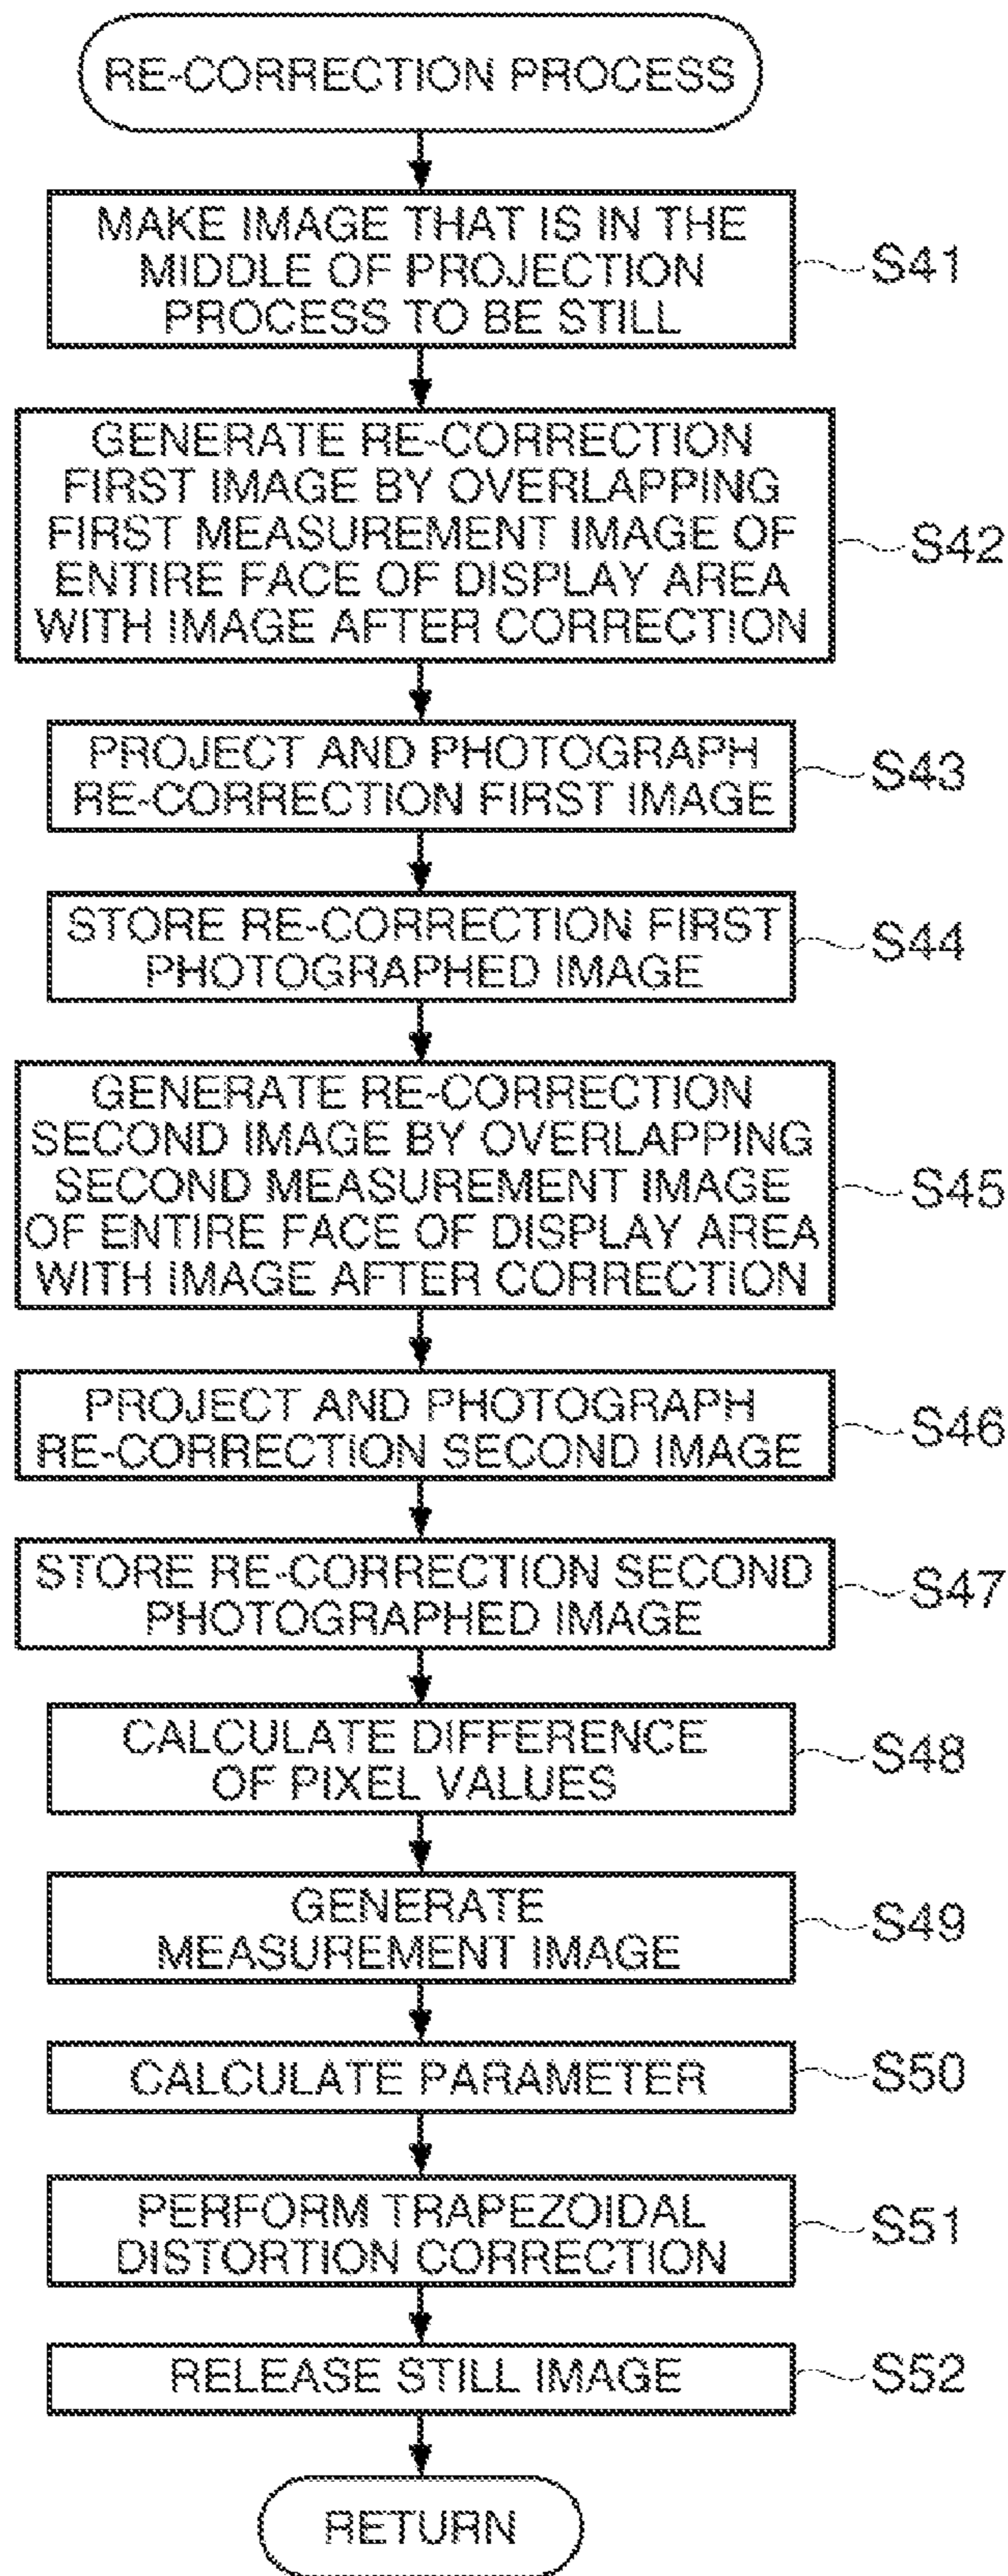 RE-CORRECTION PROCESS
MAKE IMAGE THAT IS IN THE
MIDDLE OF PROJECTION
PROCESS TO BE STILL
S41
GENERATE RE-CORRECTION
FIRST IMAGE BY OVERLAPPING
FIRST MEASUREMENT IMAGE OF
ENTIRE FACE OF DISPLAY AREA
WITH IMAGE AFTER CORRECTION
S42
PROJECT AND PHOTOGRAPH
RE-CORRECTION FIRST IMAGE
S43
STORE RE-CORRECTION FIRST
PHOTOGRAPHED IMAGE
S44
GENERATE RE-CORRECTION
SECOND IMAGE BY OVERLAPPING
SECOND MEASUREMENT IMAGE
OF ENTIRE FACE OF DISPLAY AREA
WITH IMAGE AFTER CORRECTION
S45
PROJECT AND PHOTOGRAPH
RE-CORRECTION SECOND IMAGE
S46
STORE RE-CORRECTION SECOND
PHOTOGRAPHED IMAGE
S47
CALCULATE DIFFERENCE
OF PIXEL VALUES
S48
GENERATE
MEASUREMENT IMAGE
S49
CALCULATE PARAMETER
S50
PERFORM TRAPEZOIDAL
DISTORTION CORRECTION
S51
RELEASE STILL IMAGE
S52
RETURN